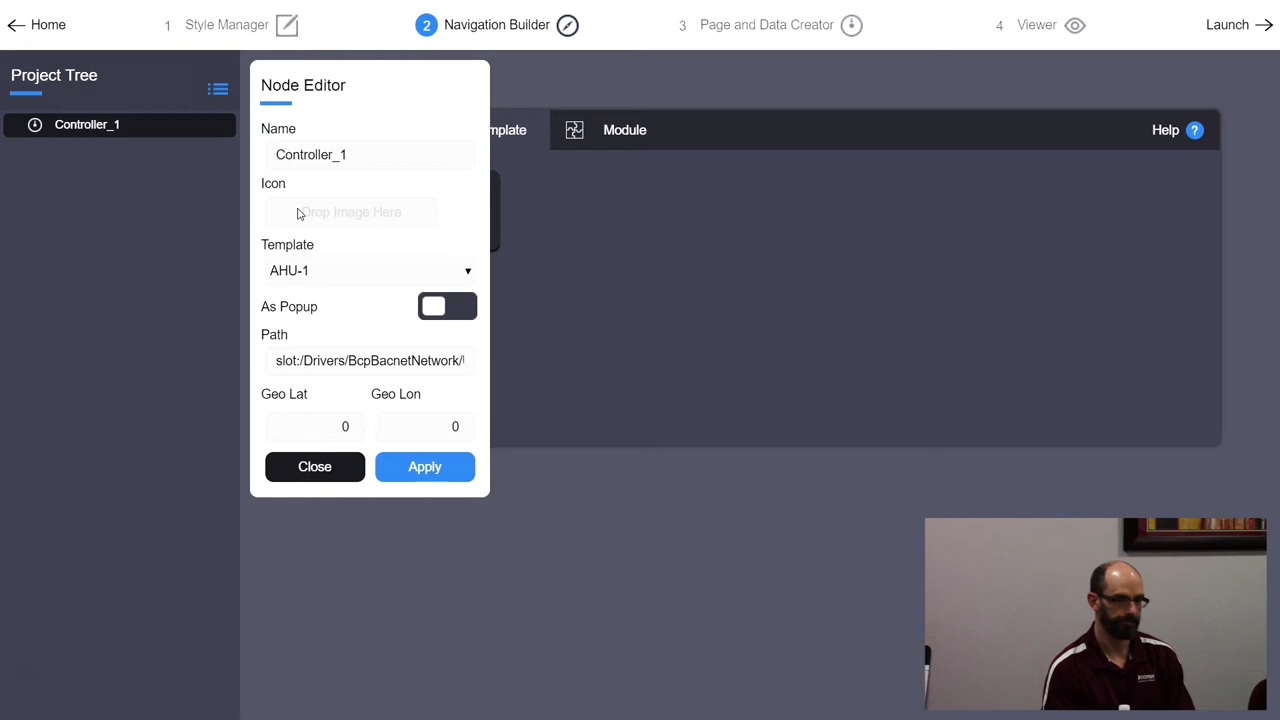 Home
1 Style Manager
2 Navigation Builder
3 Page and Data Creator
4 Viewer
Launch
Project Tree
Controller_1
Node Editor
Name
Controller_1
Icon
Drop Image Here
Template
AHU-1
As Popup
Path
slot:/Drivers/BcpBacnetNetwork/
Geo Lat Geo Lon
0 0
Close Apply
mplate
Module
Help ?